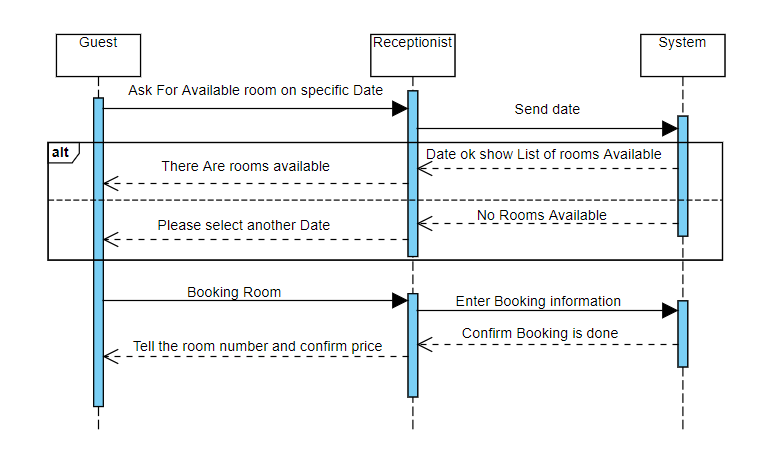 Guest
Receptionist
System
Ask For Available room on specific Date
Send date
alt
Date ok show List of rooms Available
There Are rooms available
No Rooms Available
Please select another Date
Booking Room
Enter Booking information
Confirm Booking is done
Tell the room number and confirm price